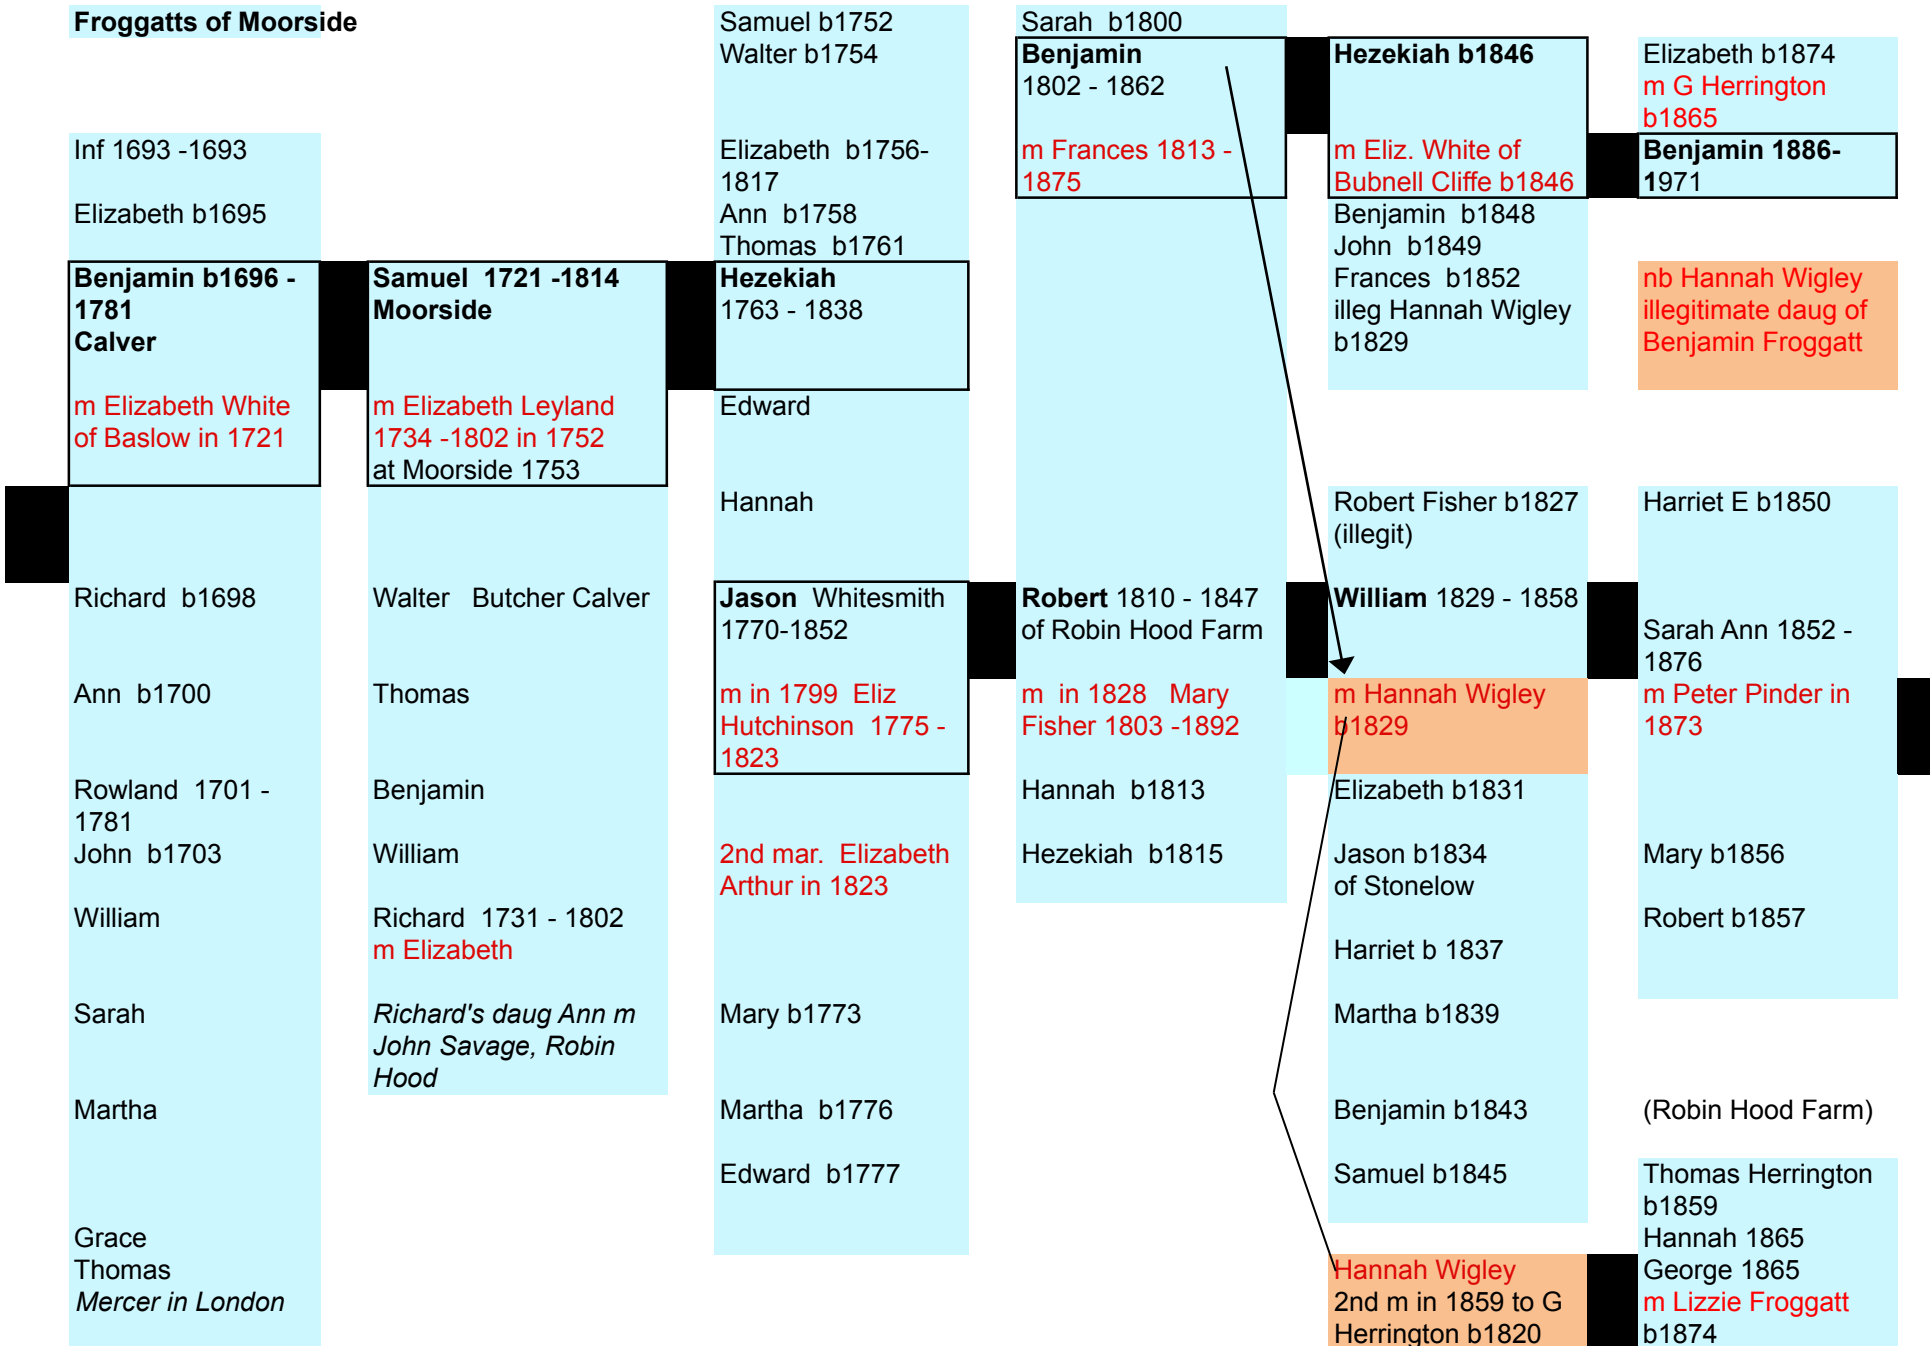 Froggatts of Moorside
Inf 1693 -1693
Elizabeth b1695
Benjamin b1696 -
1781
Calver
m Elizabeth White
of Baslow in 1721
Richard b1698
Ann b1700
Rowland 1701 -
1781
John b1703
William
Sarah
Martha
Grace
Thomas
Mercer in London
Samuel 1721 -1814
Moorside
m Elizabeth Leyland
1734 -1802 in 1752
at Moorside 1753
Walter Butcher Calver
Thomas
Benjamin
William
Richard 1731 - 1802
m Elizabeth
Richard's daug Ann m
John Savage, Robin
Hood
Samuel b1752
Walter b1754
Elizabeth b1756-
1817
Ann b1758
Thomas b1761
Hezekiah
1763 - 1838
Edward
Hannah
Jason Whitesmith
1770-1852
m in 1799 Eliz
Hutchinson 1775 -
1823
2nd mar. Elizabeth
Arthur in 1823
Mary b1773
Martha b1776
Edward b1777
Sarah b1800
Benjamin
1802 - 1862
m Frances 1813 -
1875
Robert 1810 - 1847
of Robin Hood Farm
m in 1828 Mary
Fisher 1803 -1892
Hannah b1813
Hezekiah b1815
Hezekiah b1846
m Eliz. White of
Bubnell Cliffe b1846
Benjamin b1848
John b1849
Frances b1852
illeg Hannah Wigley
b1829
Robert Fisher b1827
(illegit)
William 1829 - 1858
m Hannah Wigley
b1829
Elizabeth b1831
Jason b1834
of Stonelow
Harriet b 1837
Martha b1839
Benjamin b1843
Samuel b1845
Hannah Wigley
2nd m in 1859 to G
Herrington b1820
Elizabeth b1874
m G Herrington
b1865
Benjamin 1886-
1971
nb Hannah Wigley
illegitimate daug of
Benjamin Froggatt
Harriet E b1850
Sarah Ann 1852 -
1876
m Peter Pinder in
1873
Mary b1856
Robert b1857
(Robin Hood Farm)
Thomas Herrington
b1859
Hannah 1865
George 1865
m Lizzie Froggatt
b1874